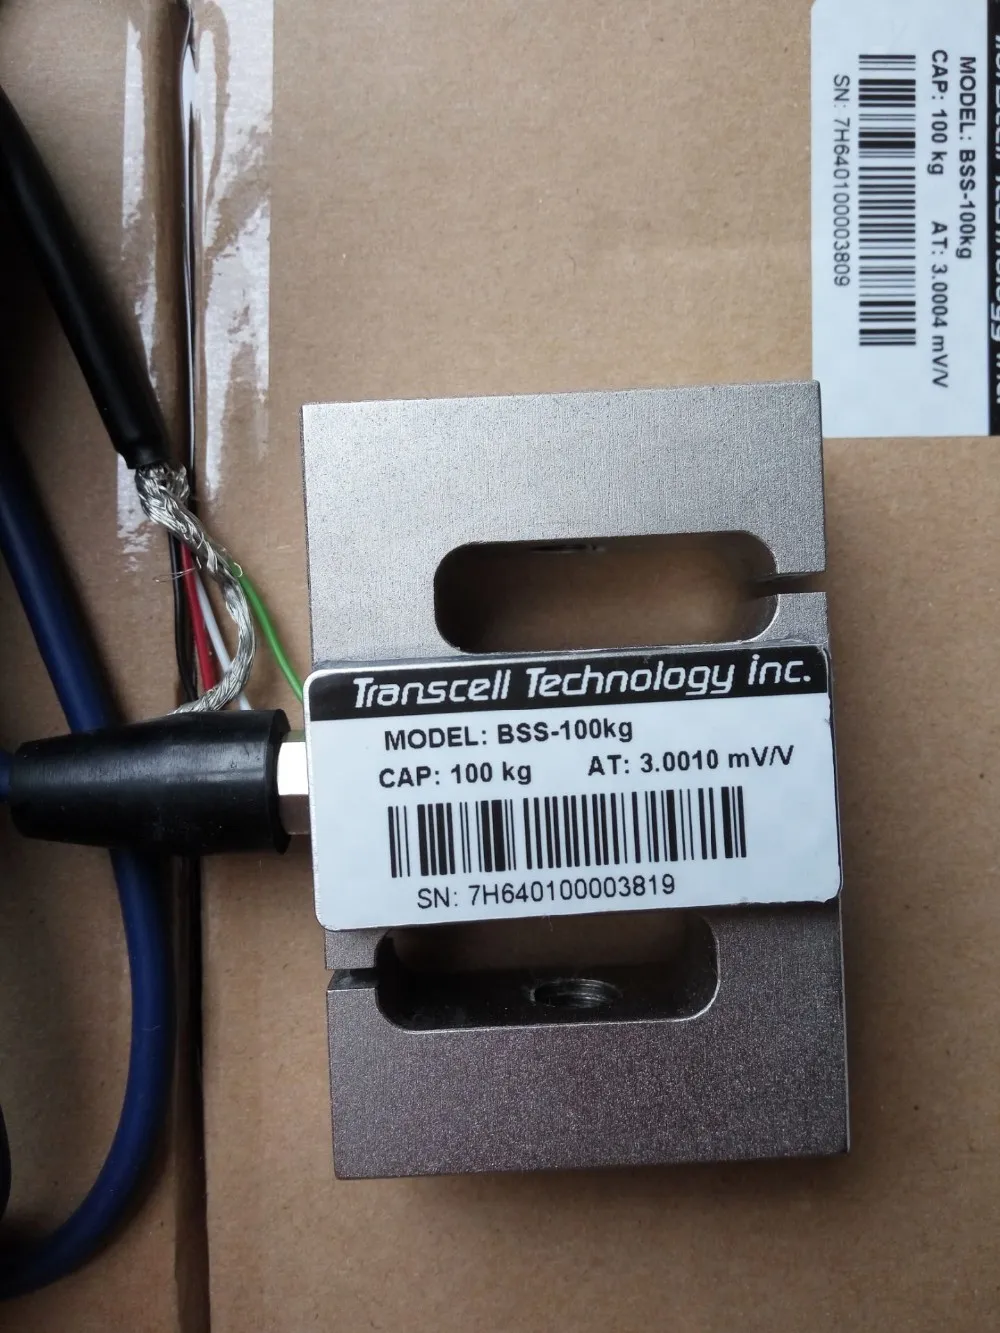 Transcell Technology inc.
MODEL: BSS-100kg
CAP: 100 kg AT: 3.0010 mV/V
SN: 7H640100003819
MODEL: BSS-100kg
CAP: 100 kg AT: 3.0004 mV/V
SN: 7H640100003809